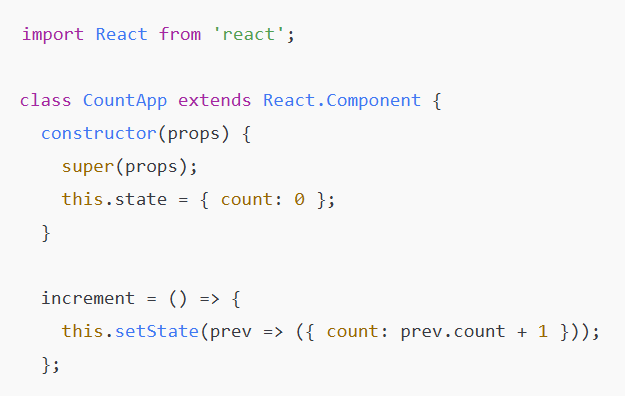 import React from 'react';
class CountApp extends React.Component {
constructor(props) {
super(props);
this.state = { count: 0 };
}
increment = () => {
this.setState(prev => ({ count: prev.count + 1 }));
};